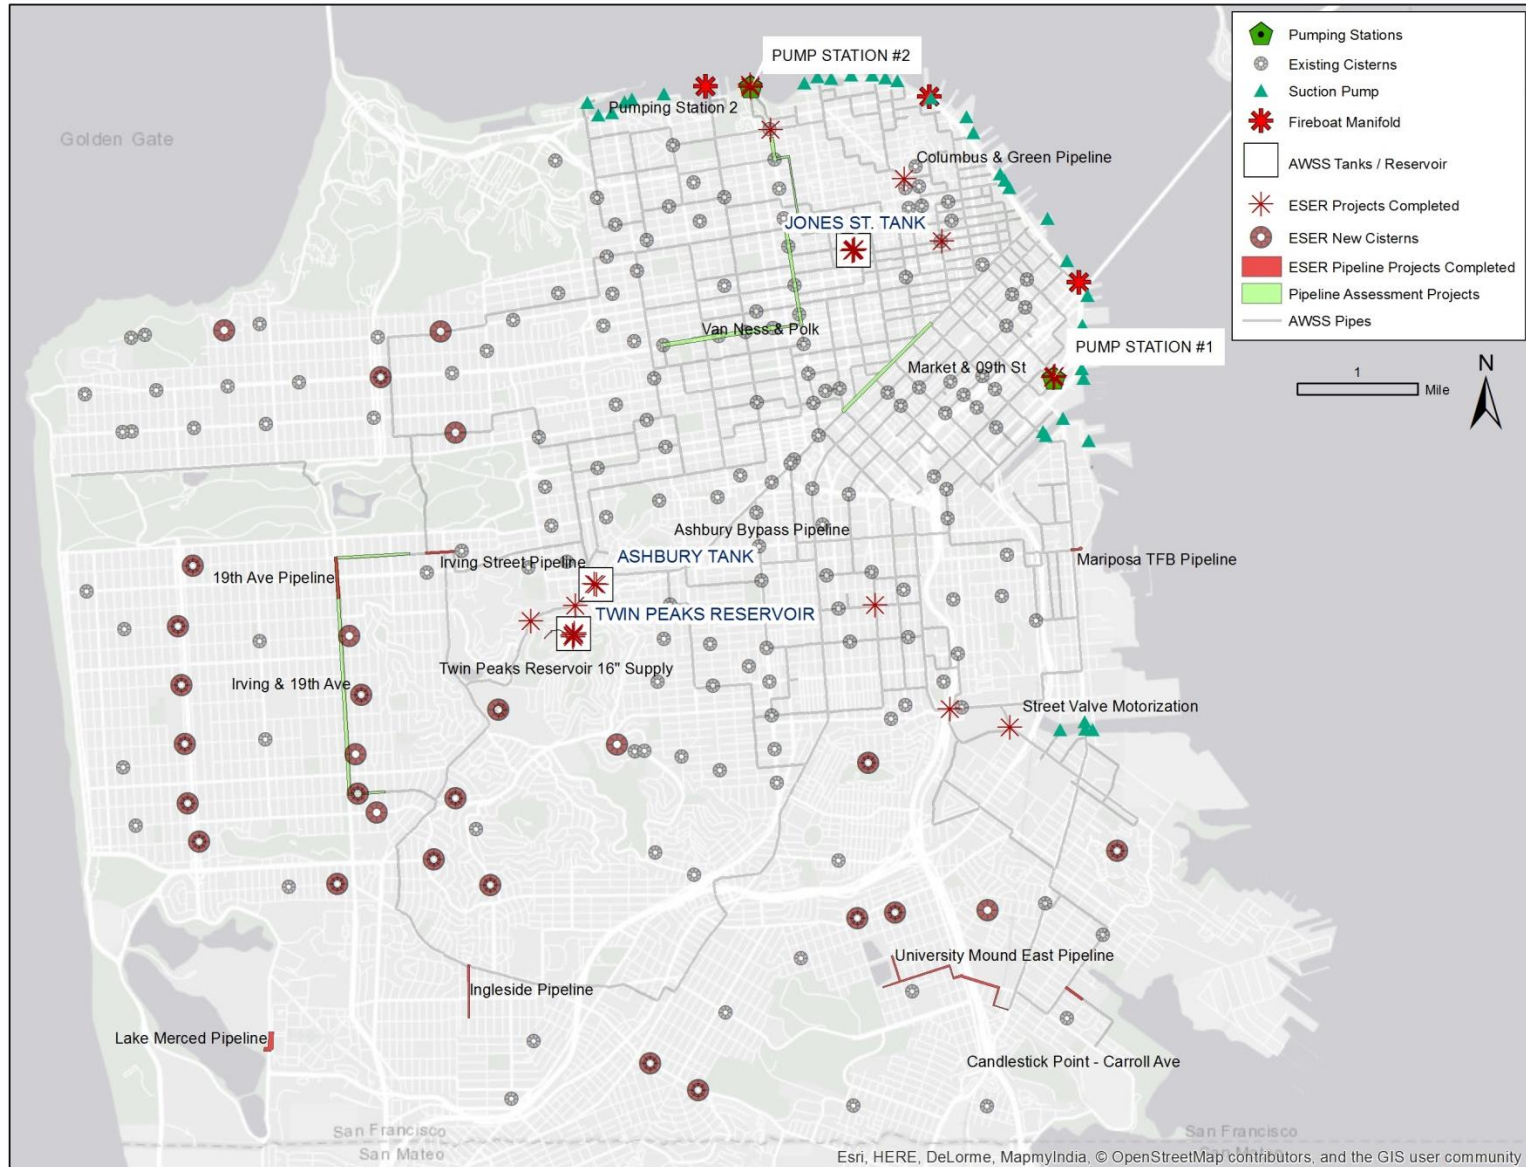 PUMP STATION #2
Pumping Stations
Existing Cisterns
Suction Pump
Fireboat Manifold
AWSS Tanks / Reservoir
ESER Projects Completed
ESER New Cisterns
ESER Pipeline Projects Completed
Pipeline Assessment Projects
AWSS Pipes
Pumping Station 2
Golden Gate
Columbus & Green Pipeline
JONES ST. TANK
Van Ness & Polk
PUMP STATION #1
Market & 09th St
N
1
Mile
Ashbury Bypass Pipeline
ASHBURY TANK
Irving Street Pipeline
Mariposa TFB Pipeline
19th Ave Pipeline
TWIN PEAKS RESERVOIR
Twin Peaks Reservoir 16" Supply
Irving & 19th Ave
Street Valve Motorization
University Mound East Pipeline
Ingleside Pipeline
Lake Merced Pipeline
Candlestick Point - Carroll Ave
San Francisco
San Mateo
San Francisco
San Mateo
Esri, HERE, DeLorme, MapmyIndia, © OpenStreetMap contributors, and the GIS user community